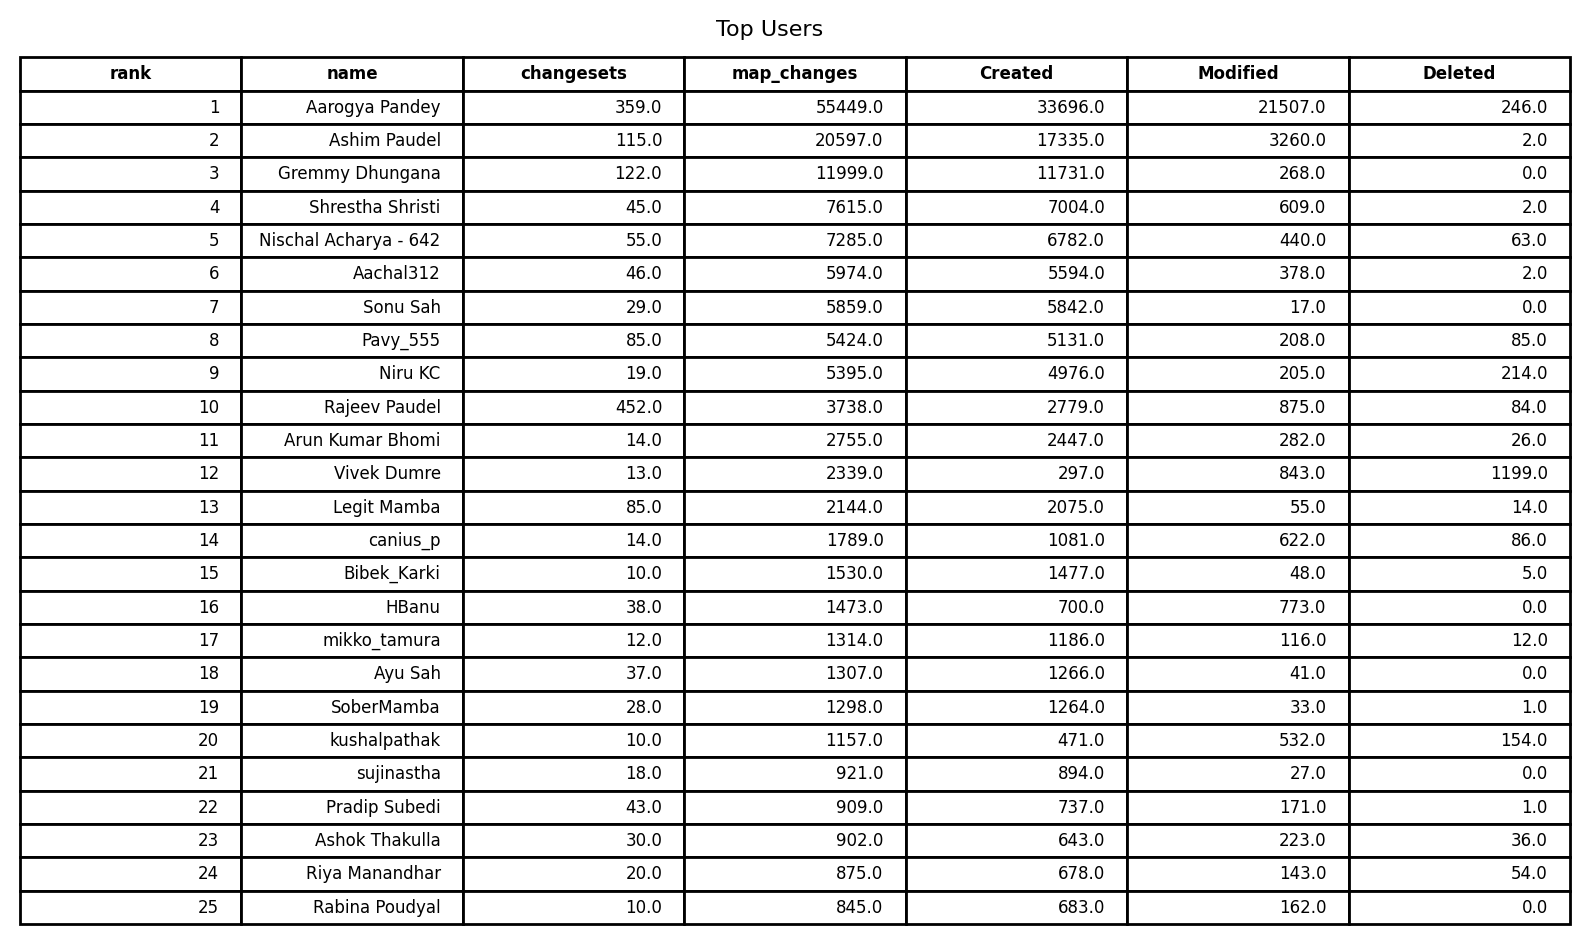 Top Users
rank name changesets map_changes Created Modified Deleted
1 Aarogya Pandey 359.0 55449.0 33696.0 21507.0 246.0
2 Ashim Paudel 115.0 20597.0 17335.0 3260.0 2.0
3 Gremmy Dhungana 122.0 11999.0 11731.0 268.0 0.0
4 Shrestha Shristi 45.0 7615.0 7004.0 609.0 2.0
5 Nischal Acharya - 642 55.0 7285.0 6782.0 440.0 63.0
6 Aachal312 46.0 5974.0 5594.0 378.0 2.0
7 Sonu Sah 29.0 5859.0 5842.0 17.0 0.0
8 Pavy_555 85.0 5424.0 5131.0 208.0 85.0
9 Niru KC 19.0 5395.0 4976.0 205.0 214.0
10 Rajeev Paudel 452.0 3738.0 2779.0 875.0 84.0
11 Arun Kumar Bhomi 14.0 2755.0 2447.0 282.0 26.0
12 Vivek Dumre 13.0 2339.0 297.0 843.0 1199.0
13 Legit Mamba 85.0 2144.0 2075.0 55.0 14.0
14 canius_p 14.0 1789.0 1081.0 622.0 86.0
15 Bibek_Karki 10.0 1530.0 1477.0 48.0 5.0
16 HBanu 38.0 1473.0 700.0 773.0 0.0
17 mikko_tamura 12.0 1314.0 1186.0 116.0 12.0
18 Ayu Sah 37.0 1307.0 1266.0 41.0 0.0
19 SoberMamba 28.0 1298.0 1264.0 33.0 1.0
20 kushalpathak 10.0 1157.0 471.0 532.0 154.0
21 sujinastha 18.0 921.0 894.0 27.0 0.0
22 Pradip Subedi 43.0 909.0 737.0 171.0 1.0
23 Ashok Thakulla 30.0 902.0 643.0 223.0 36.0
24 Riya Manandhar 20.0 875.0 678.0 143.0 54.0
25 Rabina Poudyal 10.0 845.0 683.0 162.0 0.0